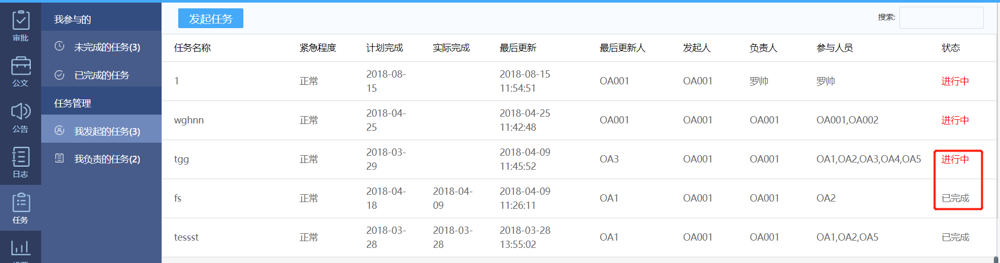 审批
公文
公告
日志
任务
我参与的
未完成的任务(3)
已完成的任务
任务管理
我发起的任务(3)
我负责的任务(2)
发起任务
搜索:
任务名称 紧急程度 计划完成 实际完成 最后更新 最后更新人 发起人 负责人 参与人员 状态
1 正常 2018-08-15 2018-08-15 11:54:51 OA001 OA001 罗帅 罗帅 进行中
wghnn 正常 2018-04-25 2018-04-25 11:42:48 OA001 OA001 OA001 OA001,OA002 进行中
tgg 正常 2018-03-29 2018-04-09 11:45:52 OA3 OA001 OA001 OA1,OA2,OA3,OA4,OA5 进行中
fs 正常 2018-04-18 2018-04-09 2018-04-09 11:26:11 OA1 OA001 OA001 OA2 已完成
tessst 正常 2018-03-28 2018-03-28 2018-03-28 13:55:02 OA1 OA001 OA001 OA1,OA2,OA5 已完成